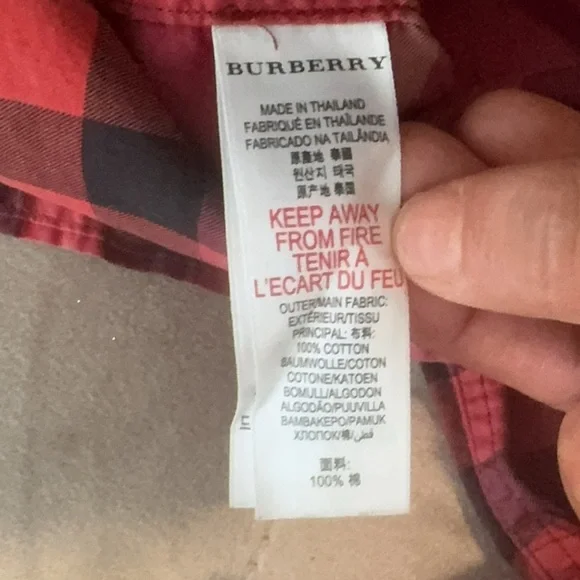 BURBERRY
MADE IN THAILAND
FABRIQUÉ EN THAÏLANDE
FABRICADO NA TAILÂNDIA
原產地 泰國
원산지 태국
原产地 泰国
KEEP AWAY
FROM FIRE
TENIR À
L'ECART DU FEU
OUTER/MAIN FABRIC:
EXTÉRIEUR/TISSU
PRINCIPAL: 布料:
100% COTTON
BAUMWOLLE/COTON
COTONE/KATOEN
BOMULL/ALGODON
ALGODÃO/PUUVILLA
BAMBAKEPO/PAMUK
ХЛОПОК/棉/قطن
面料:
100% 棉